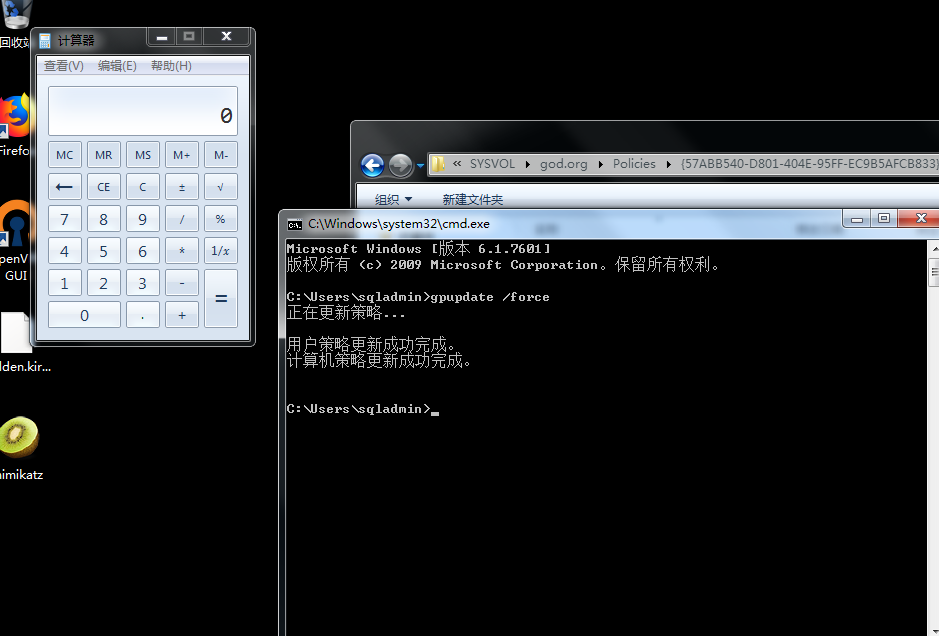 回收站
计算器
查看(V) 编辑(E) 帮助(H)
0
MC MR MS M+ M-
← CE C ± √
7 8 9 / %
4 5 6 * 1/x
1 2 3 - =
0 . +
Firefo
penV
GUI
lden.kir...
nimikatz
« SYSVOL ▸ god.org ▸ Policies ▸ {57ABB540-D801-404E-95FF-EC9B5AFCB833}
组织 ▼ 新建文件夹
C:\Windows\system32\cmd.exe
Microsoft Windows [版本 6.1.7601]
版权所有 (c) 2009 Microsoft Corporation。保留所有权利。
C:\Users\sqladmin>gpupdate /force
正在更新策略...
用户策略更新成功完成。
计算机策略更新成功完成。
C:\Users\sqladmin>_